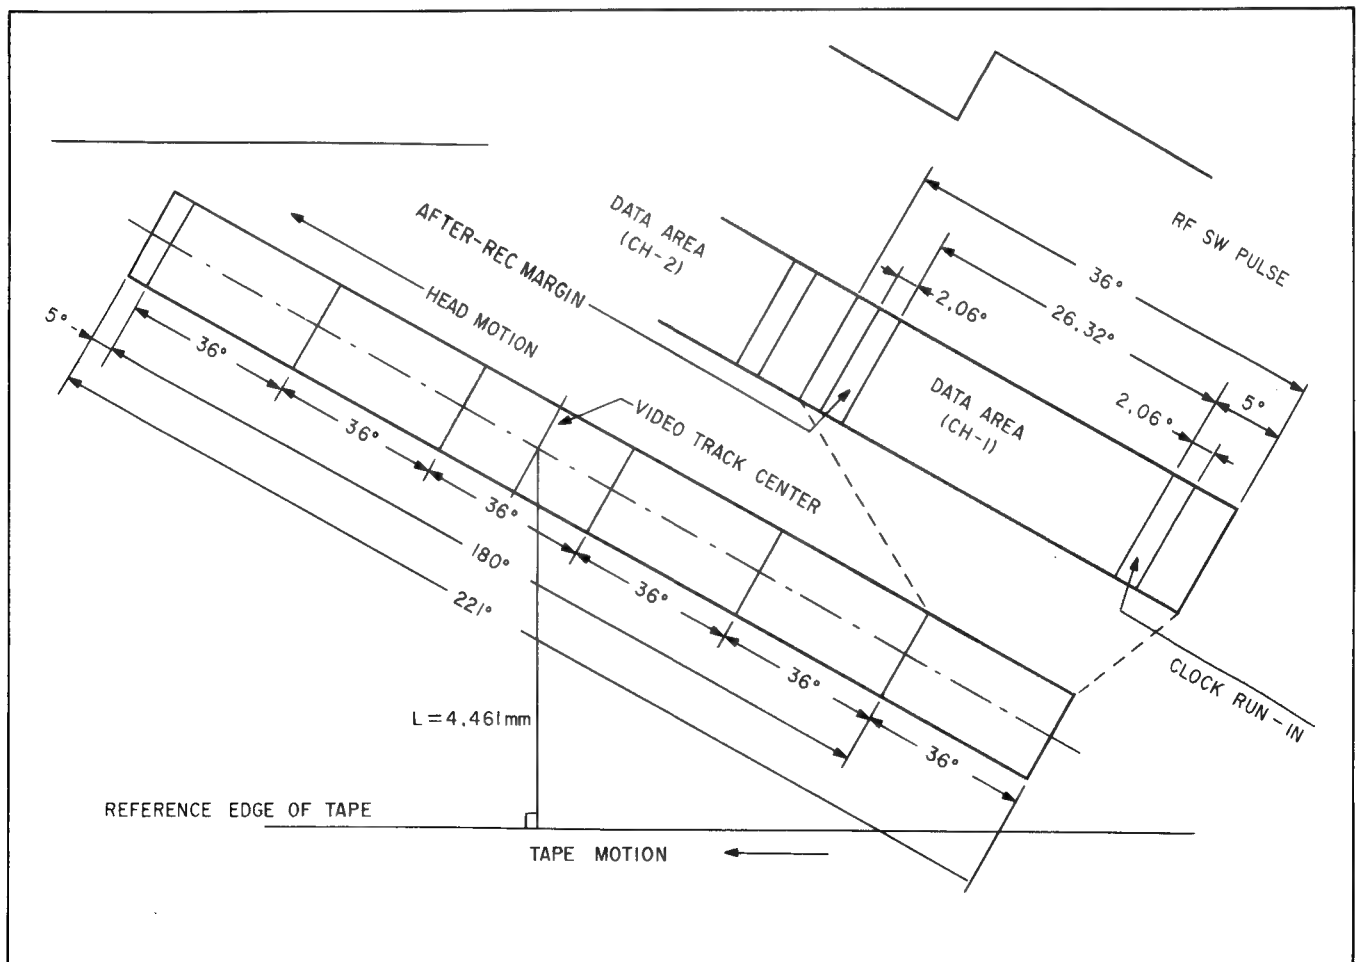 RF SW PULSE
36°
DATA AREA
(CH-2)
AFTER-REC MARGIN
2.06°
26.32°
5°
2.06°
DATA AREA
(CH-1)
HEAD MOTION
VIDEO TRACK CENTER
CLOCK RUN-IN
5°
36°
36°
36°
36°
36°
36°
180°
221°
L=4.461mm
REFERENCE EDGE OF TAPE
TAPE MOTION